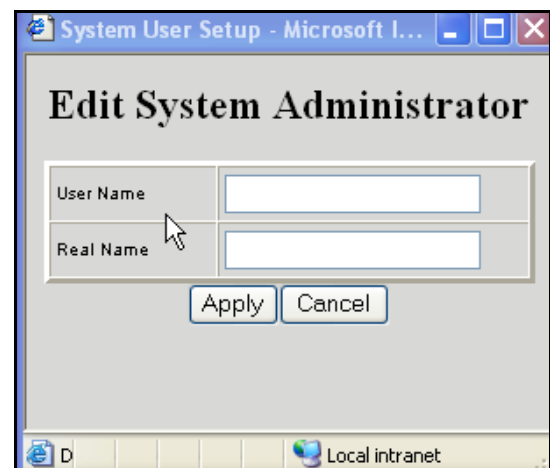 System User Setup - Microsoft I...
Edit System Administrator
User Name
Real Name
Apply Cancel
D Local intranet